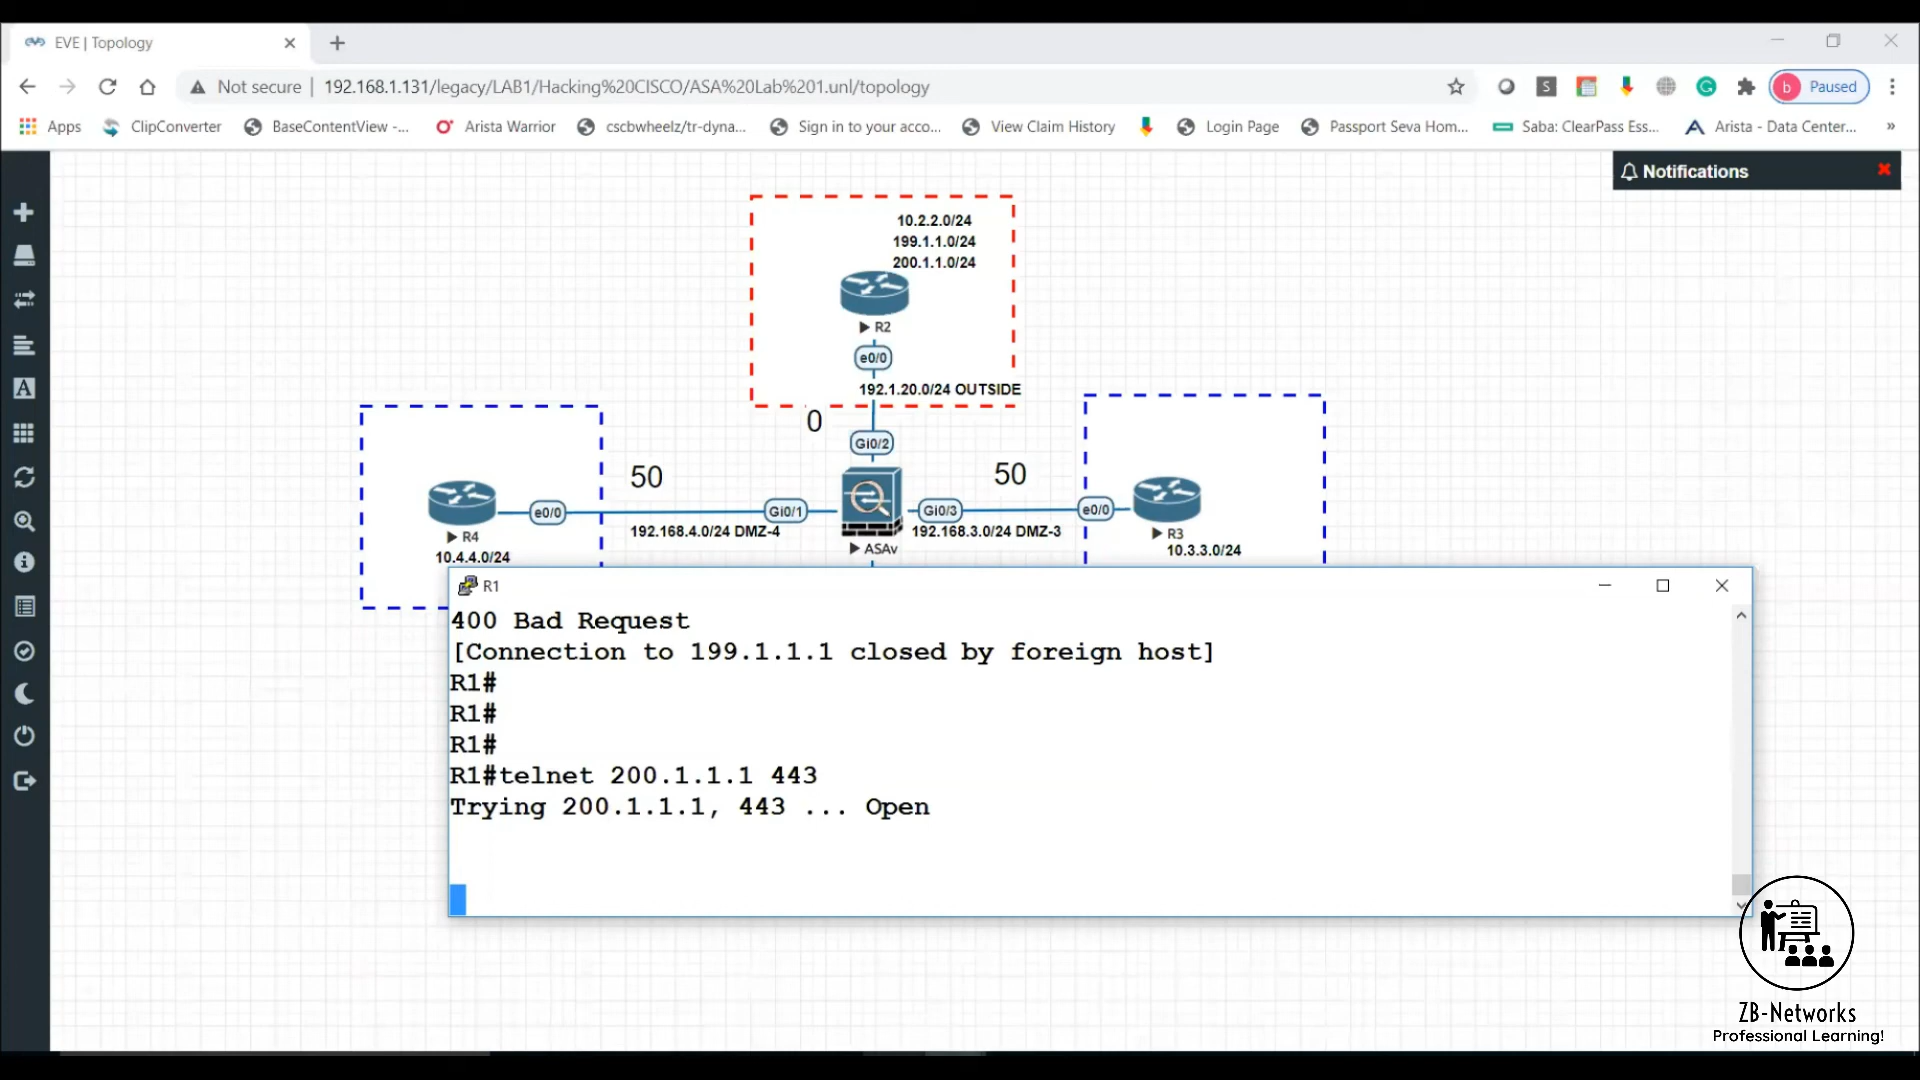 EVE | Topology
Not secure | 192.168.1.131/legacy/LAB1/Hacking%20CISCO/ASA%20Lab%201.unl/topology
S
b Paused
Apps ClipConverter BaseContentView -... Arista Warrior cscbwheelz/tr-dyna... Sign in to your acco... View Claim History Login Page Passport Seva Hom... Saba: ClearPass Ess... Arista - Data Center... »
Notifications
10.2.2.0/24
199.1.1.0/24
200.1.1.0/24
R2
e0/0
192.1.20.0/24 OUTSIDE
0
Gi0/2
50
50
e0/0
Gi0/1
Gi0/3
e0/0
192.168.4.0/24 DMZ-4
192.168.3.0/24 DMZ-3
R4
R3
10.4.4.0/24
ASAv
10.3.3.0/24
R1
400 Bad Request
[Connection to 199.1.1.1 closed by foreign host]
R1#
R1#
R1#
R1#telnet 200.1.1.1 443
Trying 200.1.1.1, 443 ... Open
ZB-Networks
Professional Learning!